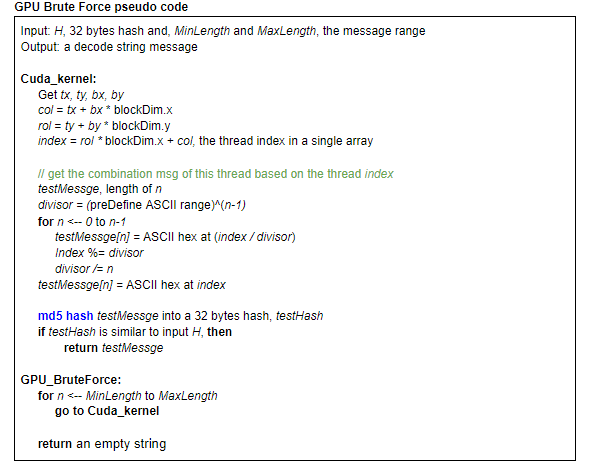 GPU Brute Force pseudo code
Input: H, 32 bytes hash and, MinLength and MaxLength, the message range
Output: a decode string message
Cuda_kernel:
Get tx, ty, bx, by
col = tx + bx * blockDim.x
rol = ty + by * blockDim.y
index = rol * blockDim.x + col, the thread index in a single array
// get the combination msg of this thread based on the thread index
testMessge, length of n
divisor = (preDefine ASCII range)^(n-1)
for n <-- 0 to n-1
testMessge[n] = ASCII hex at (index / divisor)
Index %= divisor
divisor /= n
testMessge[n] = ASCII hex at index
md5 hash testMessge into a 32 bytes hash, testHash
if testHash is similar to input H, then
return testMessge
GPU_BruteForce:
for n <-- MinLength to MaxLength
go to Cuda_kernel
return an empty string